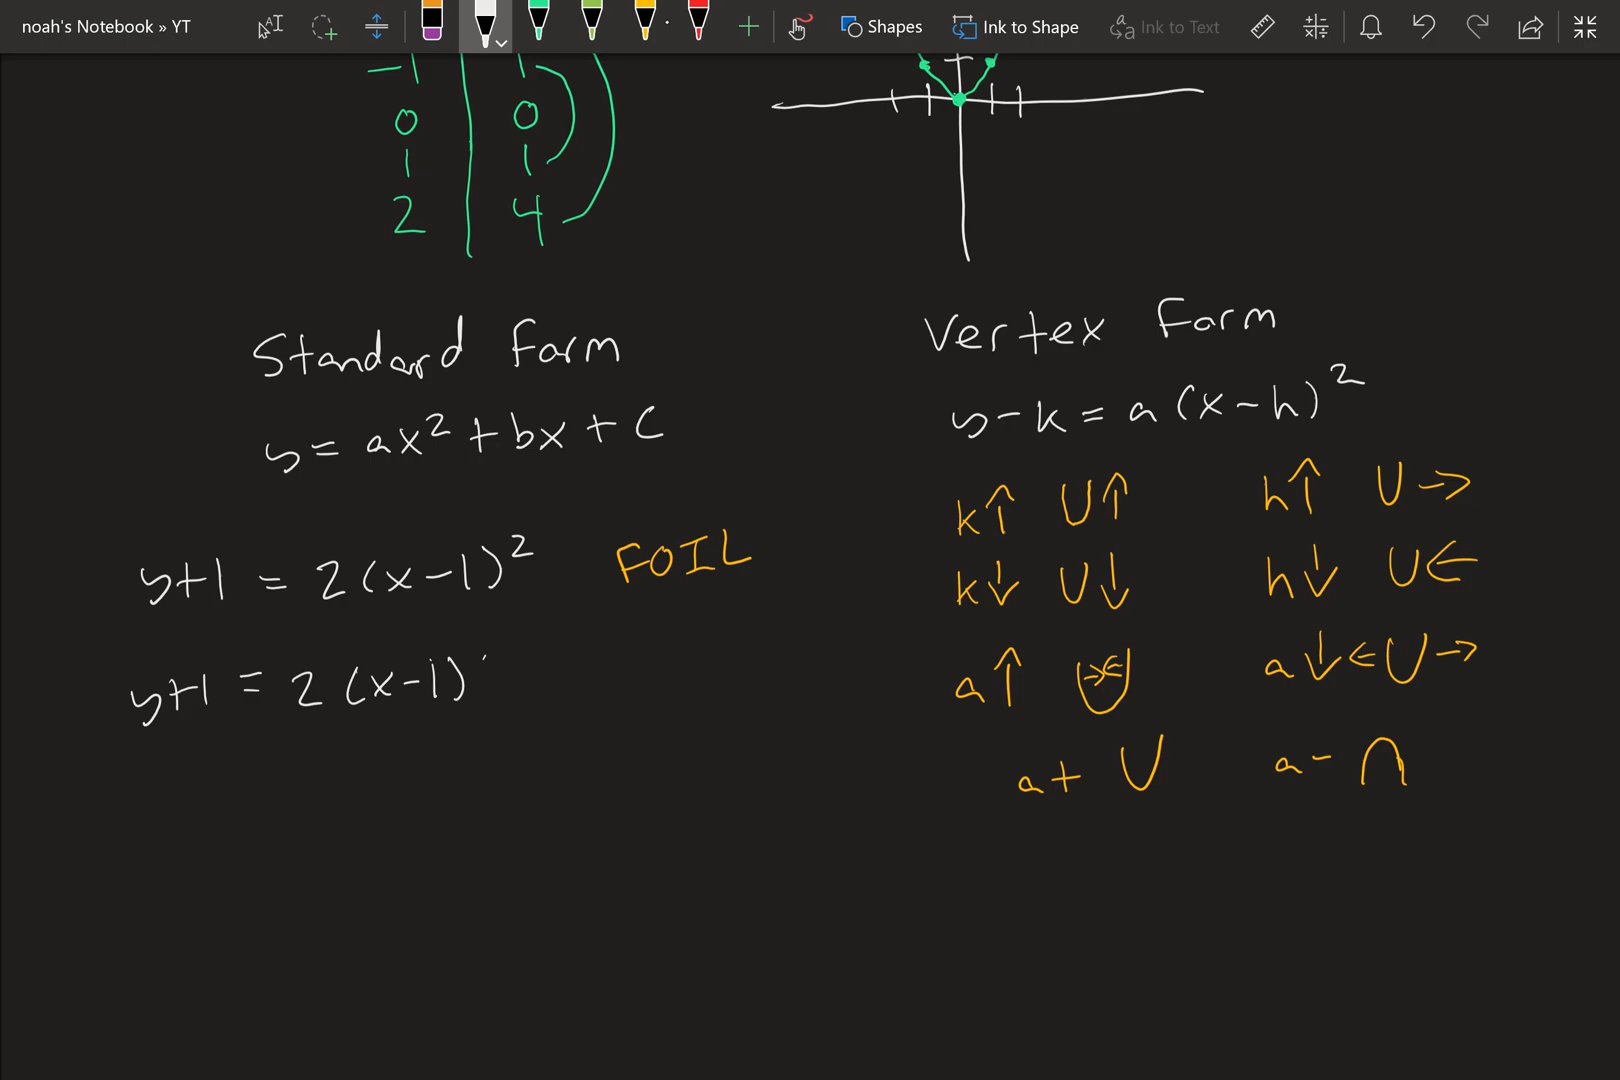 noah's Notebook » YT
Shapes
Ink to Shape
Ink to Text
-1 | 1
0 | 0
1 | 1
2 | 4
Standard Form
y = ax² + bx + c
y+1 = 2(x-1)² FOIL
y+1 = 2(x-1)
Vertex Form
y-k = a(x-h)²
k↑ U↑ h↑ U→
k↓ U↓ h↓ U←
a↑ U a↓ ←U→
a+ U a- ∩